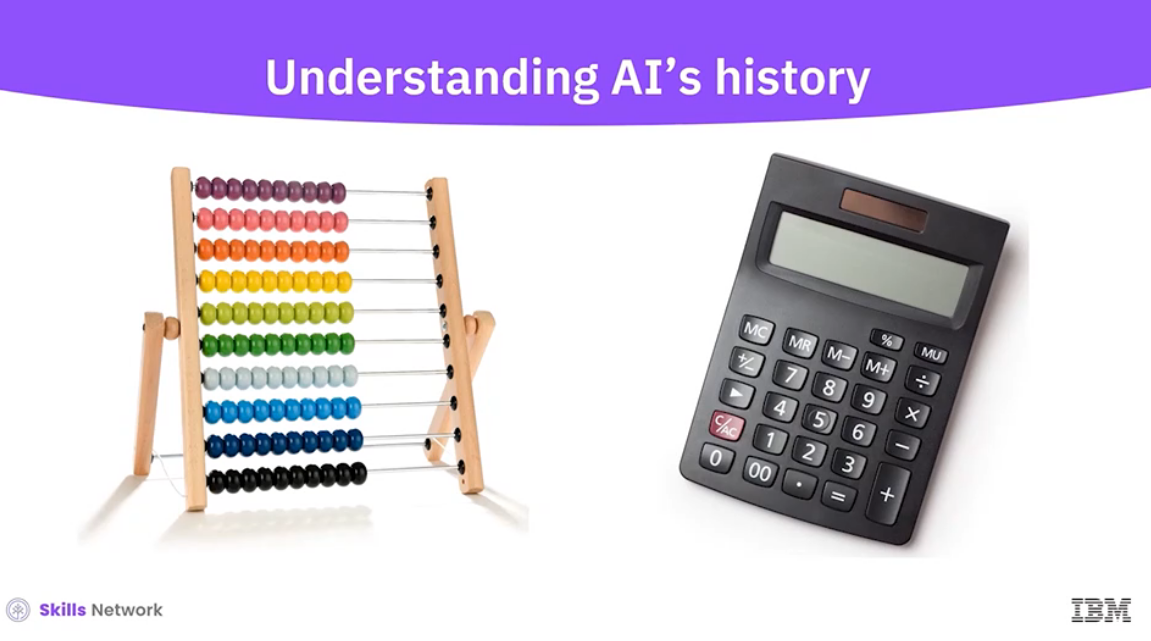 Understanding AI’s history
MC
MR
M−
M+
%
MU
+/−
7
8
9
÷
▶
4
5
6
×
C/AC
1
2
3
−
0
00
·
=
+
Skills Network
IBM